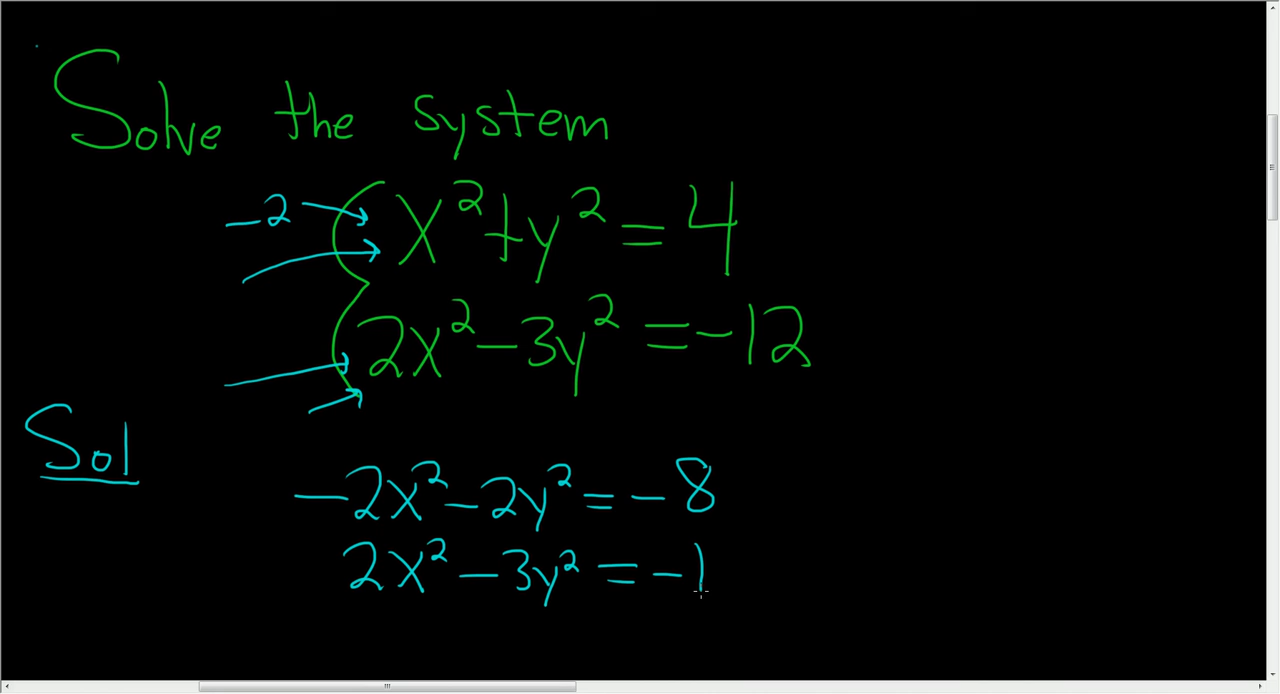 Solve the system
-2 x² + y² = 4
2x² - 3y² = -12
Sol
-2x² - 2y² = -8
2x² - 3y² = -1